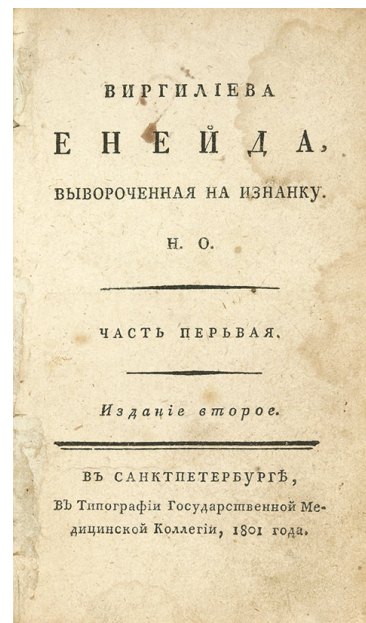 ВИРГИЛІЕВА
ЕНЕЙДА,
ВЫВОРОЧЕННАЯ НА ИЗНАНКУ.
Н. О.
ЧАСТЬ ПЕРЬВАЯ.
Изданіе второе.
ВЪ САНКТПЕТЕРБУРГѢ,
ВЪ Типографіи Государственной Ме-
дицинской Коллегіи, 1801 года.